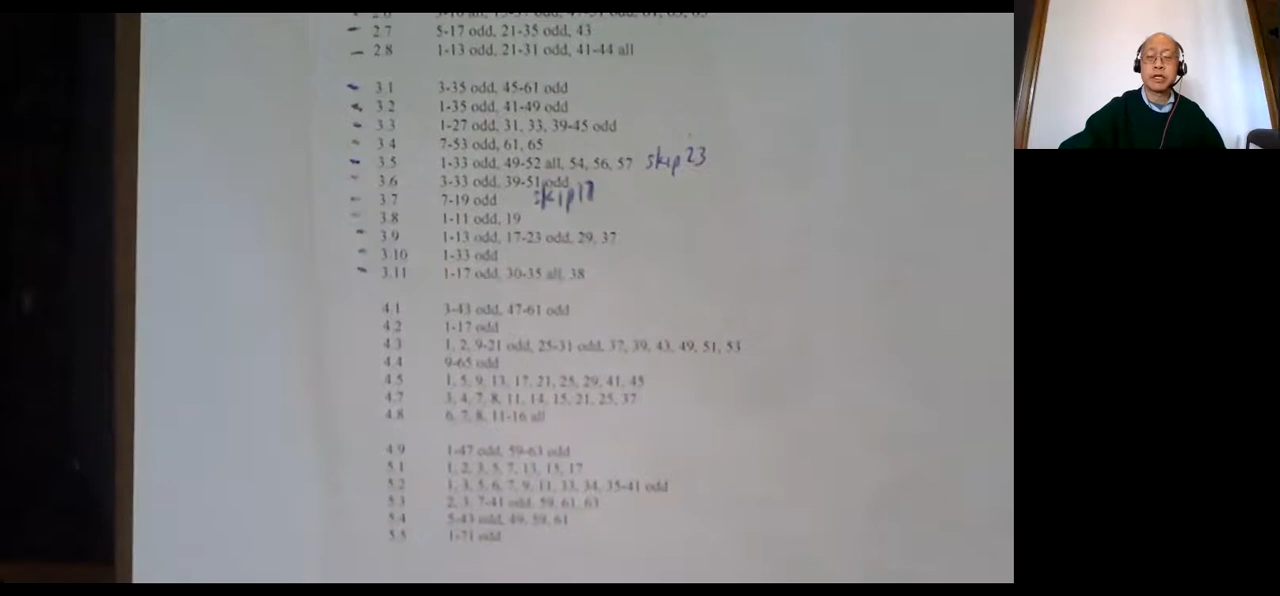 2.7 5-17 odd, 21-35 odd, 43
2.8 1-13 odd, 21-31 odd, 41-44 all
3.1 3-35 odd, 45-61 odd
3.2 1-35 odd, 41-49 odd
3.3 1-27 odd, 31, 33, 39-45 odd
3.4 7-53 odd, 61, 65
3.5 1-33 odd, 49-52 all, 54, 56, 57 skip 23
3.6 3-33 odd, 39-51 odd
3.7 7-19 odd skip
3.8 1-11 odd, 19
3.9 1-13 odd, 17-23 odd, 29, 37
3.10 1-33 odd
3.11 1-17 odd, 30-35 all, 38
4.1 3-43 odd, 47-61 odd
4.2 1-17 odd
4.3 1, 2, 9-21 odd, 25-31 odd, 37, 39, 43, 49, 51, 53
4.4 9-65 odd
4.5 1, 5, 9, 13, 17, 21, 25, 29, 41, 45
4.7 3, 4, 7, 8, 11, 14, 15, 21, 25, 37
4.8 6, 7, 8, 11-16 all
4.9 1-47 odd, 59-63 odd
5.1 1, 2, 3, 5, 7, 13, 15, 17
5.2 1, 3, 5, 6, 7, 9, 11, 33, 34, 35-41 odd
5.3 2, 3, 7-41 odd, 59, 61, 63
5.4 5-43 odd, 49, 59, 61
5.5 1-71 odd